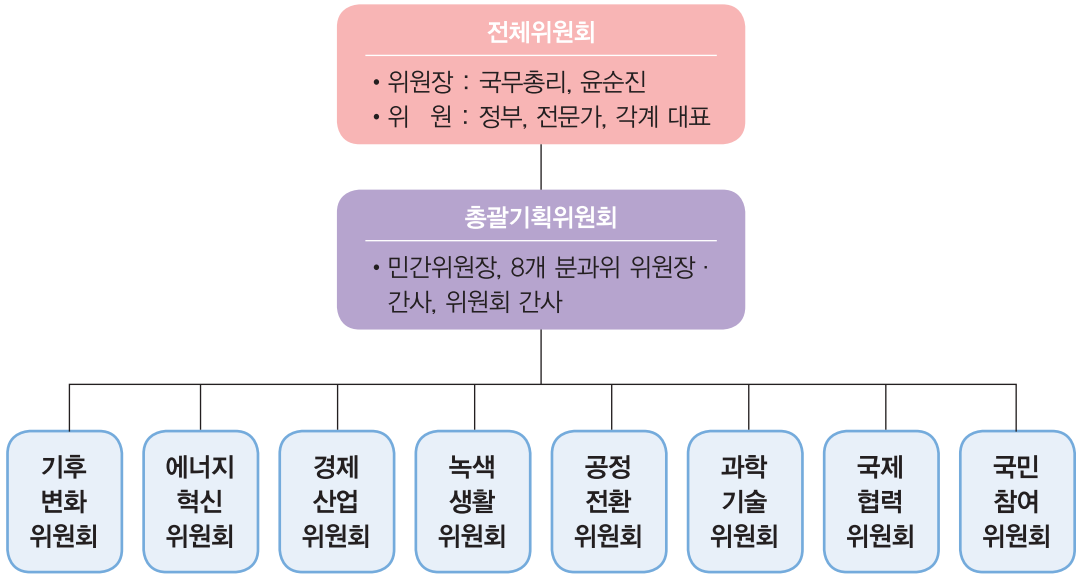 전체위원회
• 위원장 : 국무총리, 윤순진
• 위 원 : 정부, 전문가, 각계 대표
총괄기획위원회
• 민간위원장, 8개 분과위 위원장 ·
간사, 위원회 간사
기후
변화
위원회
에너지
혁신
위원회
경제
산업
위원회
녹색
생활
위원회
공정
전환
위원회
과학
기술
위원회
국제
협력
위원회
국민
참여
위원회